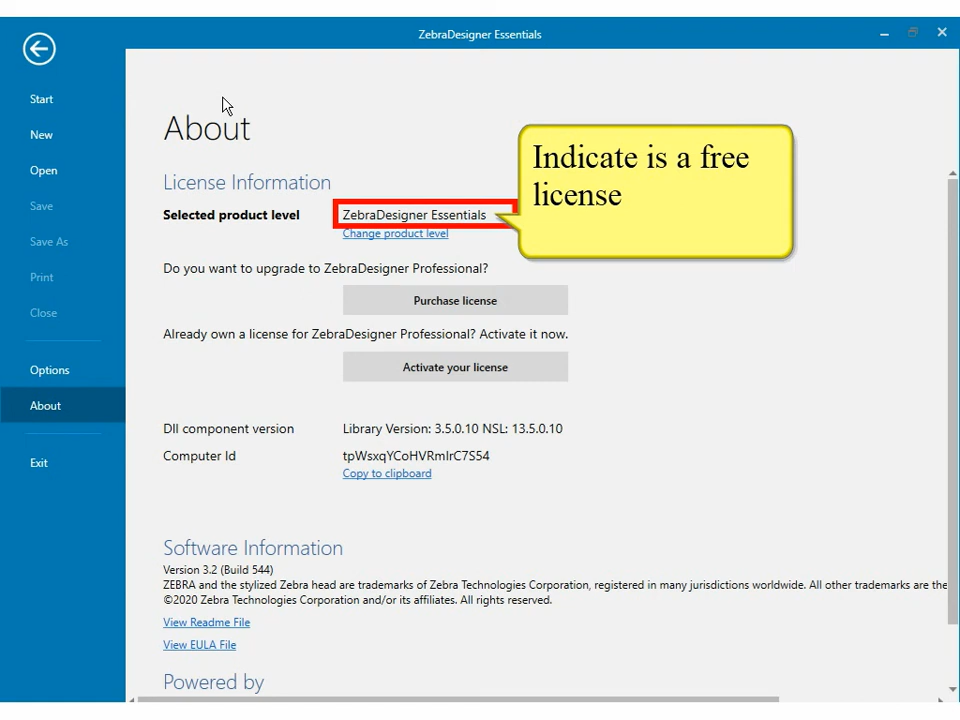 ZebraDesigner Essentials
Start
New
Open
Save
Save As
Print
Close
Options
About
Exit
About
License Information
Selected product level
ZebraDesigner Essentials
Change product level
Indicate is a free
license
Do you want to upgrade to ZebraDesigner Professional?
Purchase license
Already own a license for ZebraDesigner Professional? Activate it now.
Activate your license
Dll component version
Library Version: 3.5.0.10 NSL: 13.5.0.10
Computer Id
tpWsxqYCoHVRmIrC7S54
Copy to clipboard
Software Information
Version 3.2 (Build 544)
ZEBRA and the stylized Zebra head are trademarks of Zebra Technologies Corporation, registered in many jurisdictions worldwide. All other trademarks are the
©2020 Zebra Technologies Corporation and/or its affiliates. All rights reserved.
View Readme File
View EULA File
Powered by